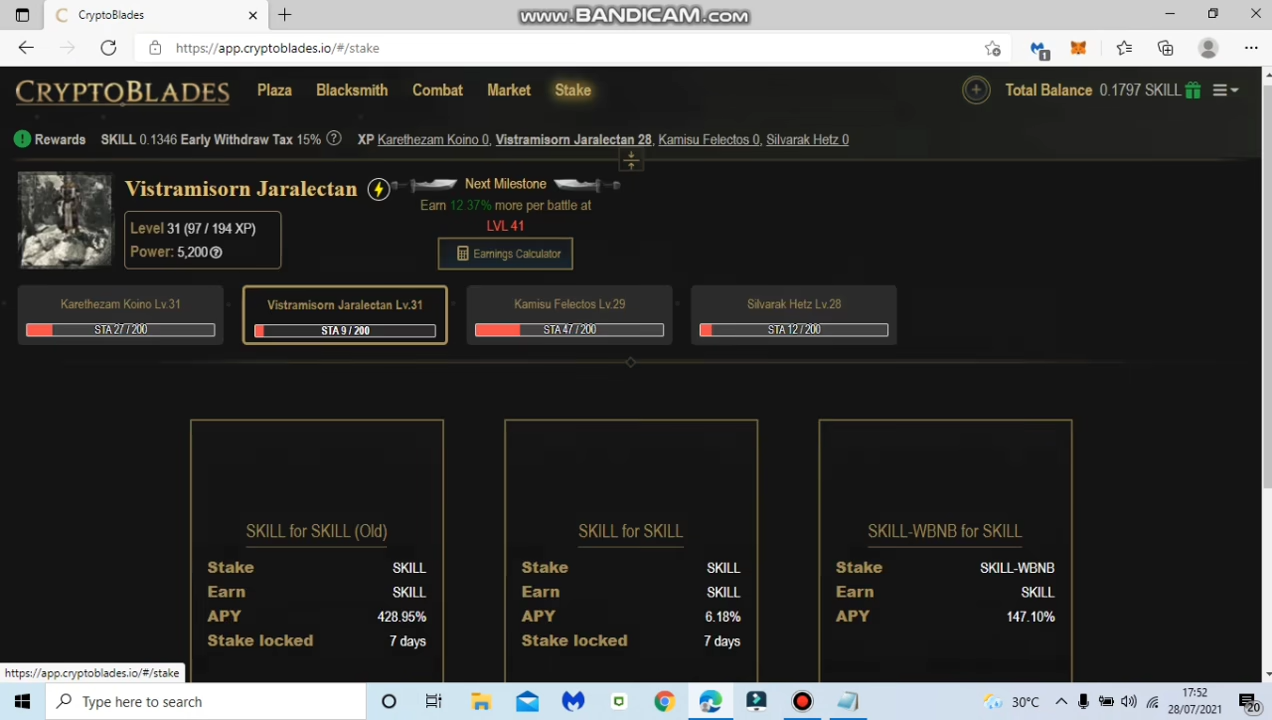 CryptoBlades
www.BANDICAM.com
https://app.cryptoblades.io/#/stake
1
CRYPTOBLADES Plaza Blacksmith Combat Market Stake Total Balance 0.1797 SKILL
Rewards SKILL 0.1346 Early Withdraw Tax 15% XP Karethezam Koino 0, Vistramisorn Jaralectan 28, Kamisu Felectos 0, Silvarak Hetz 0
Vistramisorn Jaralectan
Level 31 (97 / 194 XP)
Power: 5,200
Next Milestone
Earn 12.37% more per battle at
LVL 41
Earnings Calculator
Karethezam Koino Lv.31
STA 27 / 200
Vistramisorn Jaralectan Lv.31
STA 9 / 200
Kamisu Felectos Lv.29
STA 47 / 200
Silvarak Hetz Lv.28
STA 12 / 200
SKILL for SKILL (Old)
Stake SKILL
Earn SKILL
APY 428.95%
Stake locked 7 days
SKILL for SKILL
Stake SKILL
Earn SKILL
APY 6.18%
Stake locked 7 days
SKILL-WBNB for SKILL
Stake SKILL-WBNB
Earn SKILL
APY 147.10%
https://app.cryptoblades.io/#/stake
Type here to search
30°C
17:52
28/07/2021
20